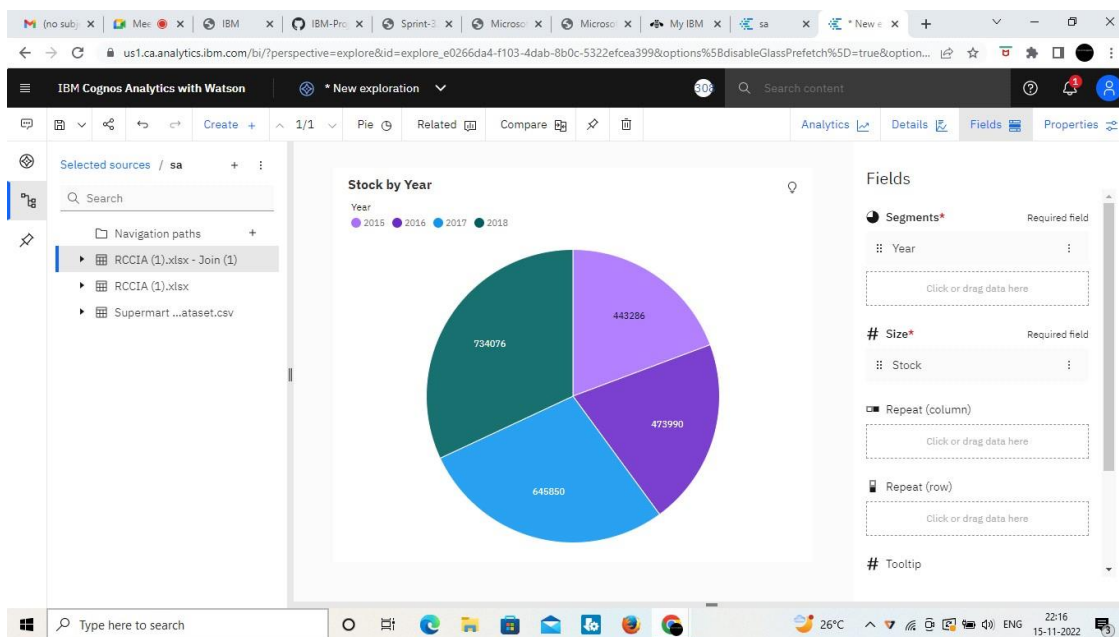 (no subj
Mee
IBM
IBM-Pro
Sprint-3
Microso
Microso
My IBM
sa
* New e
us1.ca.analytics.ibm.com/bi/?perspective=explore&id=explore_e0266da4-f103-4dab-8b0c-5322efcea399&options%5BdisableGlassPrefetch%5D=true&option...
IBM Cognos Analytics with Watson
* New exploration
308
Search content
1
Create +
1/1
Pie
Related
Compare
Analytics
Details
Fields
Properties
Selected sources / sa
Search
Navigation paths
RCCIA (1).xlsx - Join (1)
RCCIA (1).xlsx
Supermart ...ataset.csv
Stock by Year
Year
2015 2016 2017 2018
443286
734076
473990
645850
Fields
Segments* Required field
Year
Click or drag data here
# Size* Required field
Stock
Repeat (column)
Click or drag data here
Repeat (row)
Click or drag data here
# Tooltip
Type here to search
26°C
ENG
22:16
15-11-2022